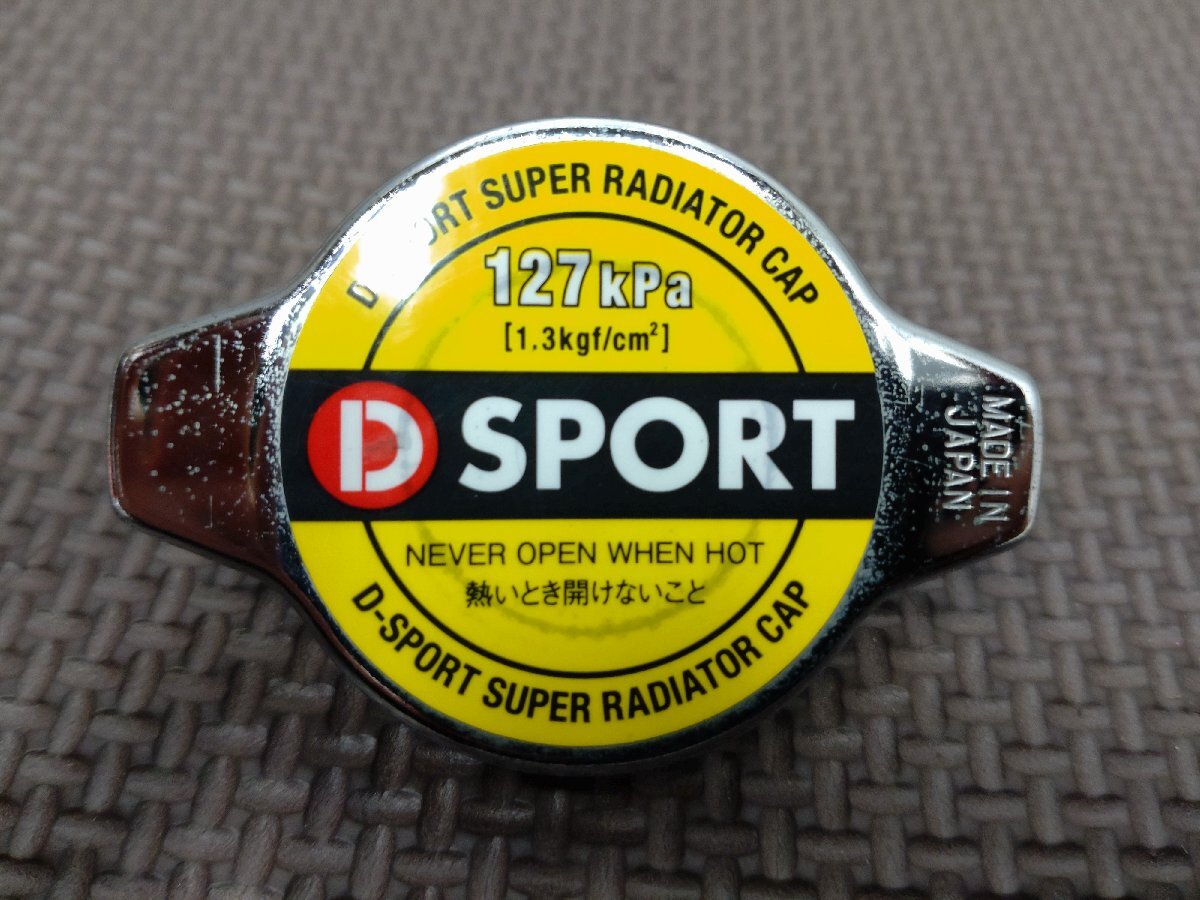 D-SPORT SUPER RADIATOR CAP
127kPa
[1.3kgf/cm²]
D SPORT
NEVER OPEN WHEN HOT
熱いとき開けないこと
D-SPORT SUPER RADIATOR CAP
MADE IN
JAPAN